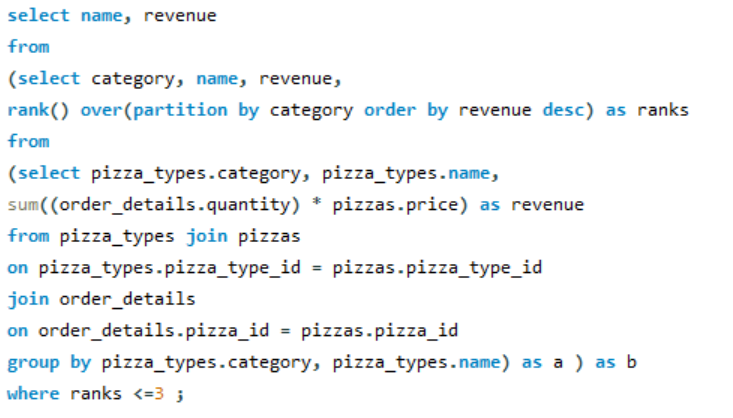 select name, revenue
from
(select category, name, revenue,
rank() over(partition by category order by revenue desc) as ranks
from
(select pizza_types.category, pizza_types.name,
sum((order_details.quantity) * pizzas.price) as revenue
from pizza_types join pizzas
on pizza_types.pizza_type_id = pizzas.pizza_type_id
join order_details
on order_details.pizza_id = pizzas.pizza_id
group by pizza_types.category, pizza_types.name) as a ) as b
where ranks <=3 ;